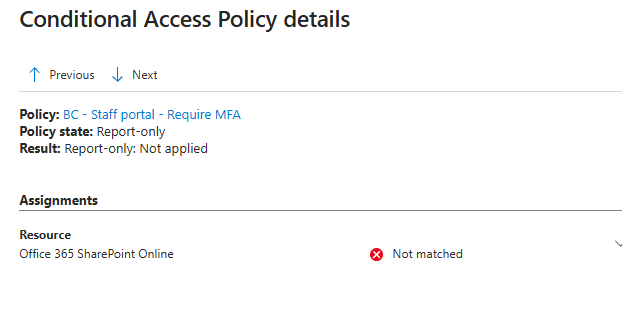 Conditional Access Policy details
Previous Next
Policy: BC - Staff portal - Require MFA
Policy state: Report-only
Result: Report-only: Not applied
Assignments
Resource
Office 365 SharePoint Online Not matched